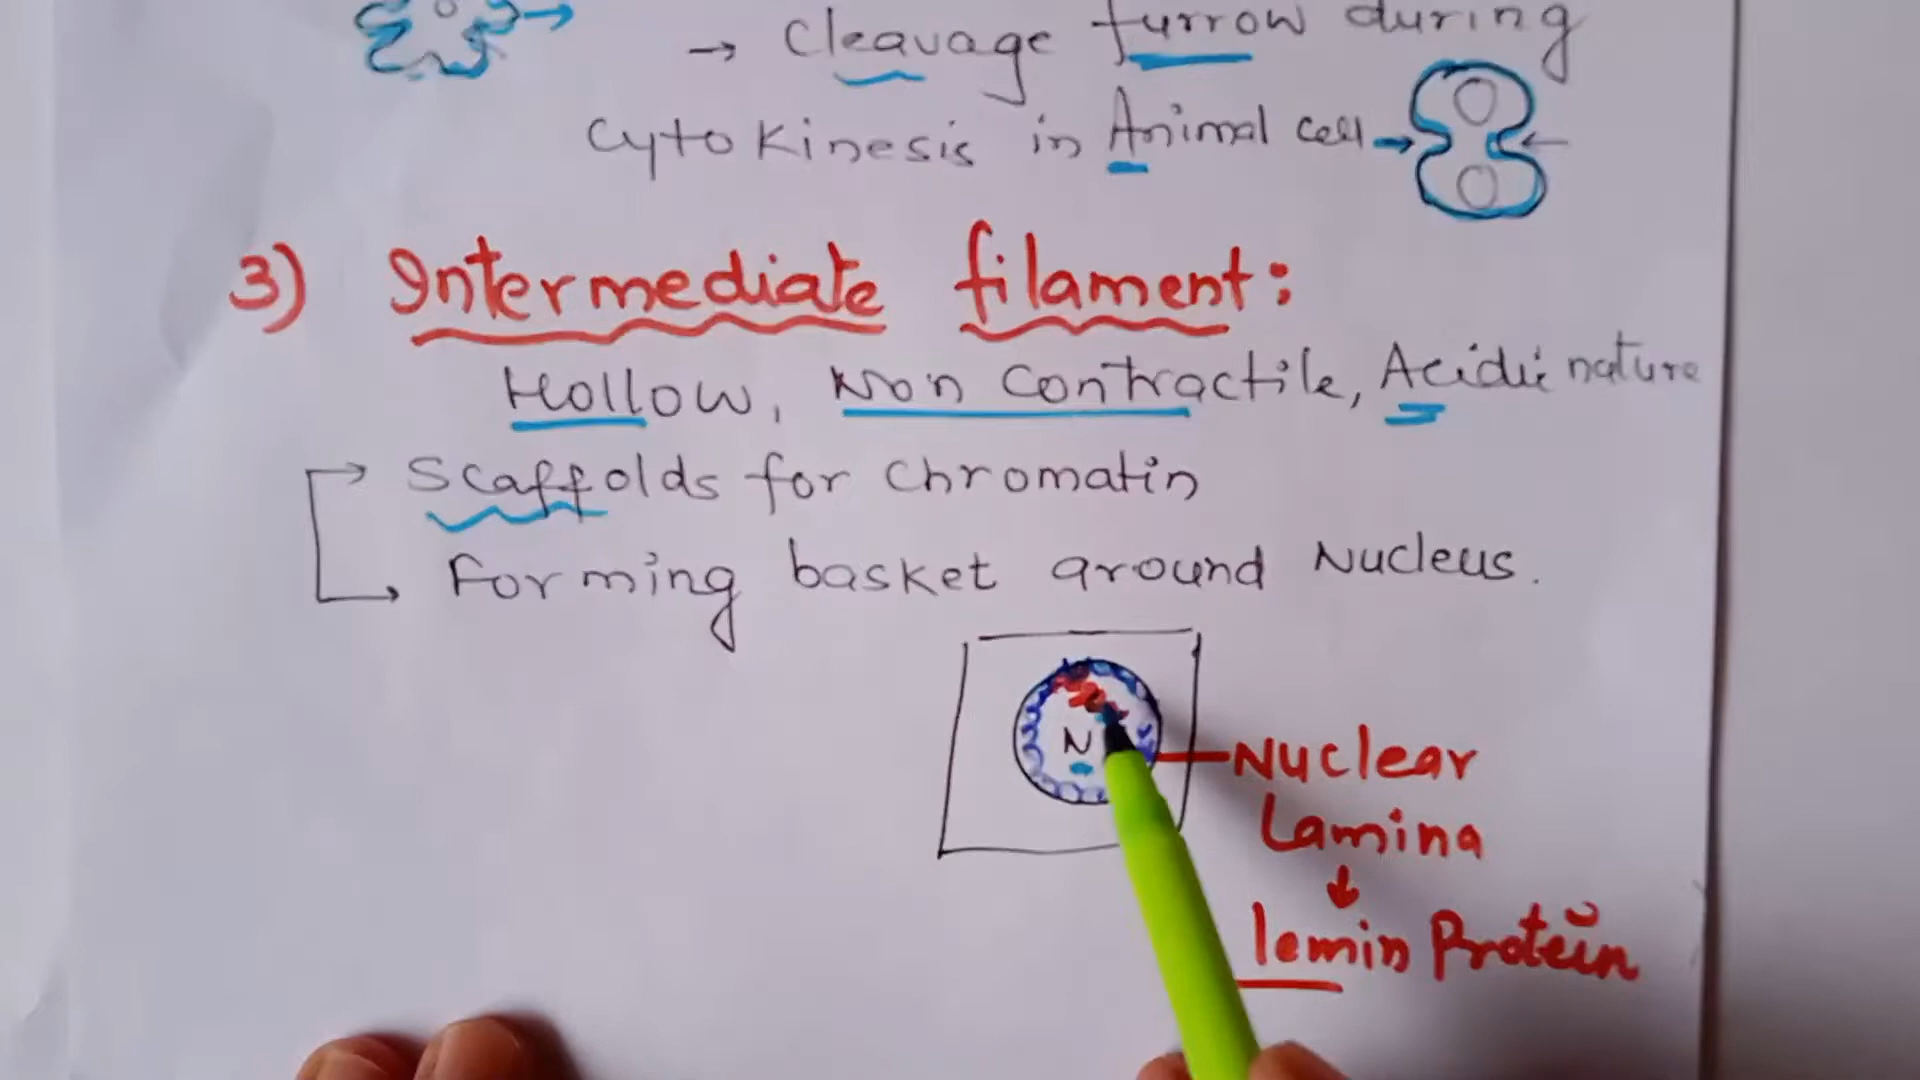 → Cleavage furrow during
Cytokinesis in Animal cell
3) Intermediate filament:
Hollow, Non Contractile, Acidic nature
Scaffolds for chromatin
Forming basket around Nucleus.
N
Nuclear
Lamina
↓
lemin Protein